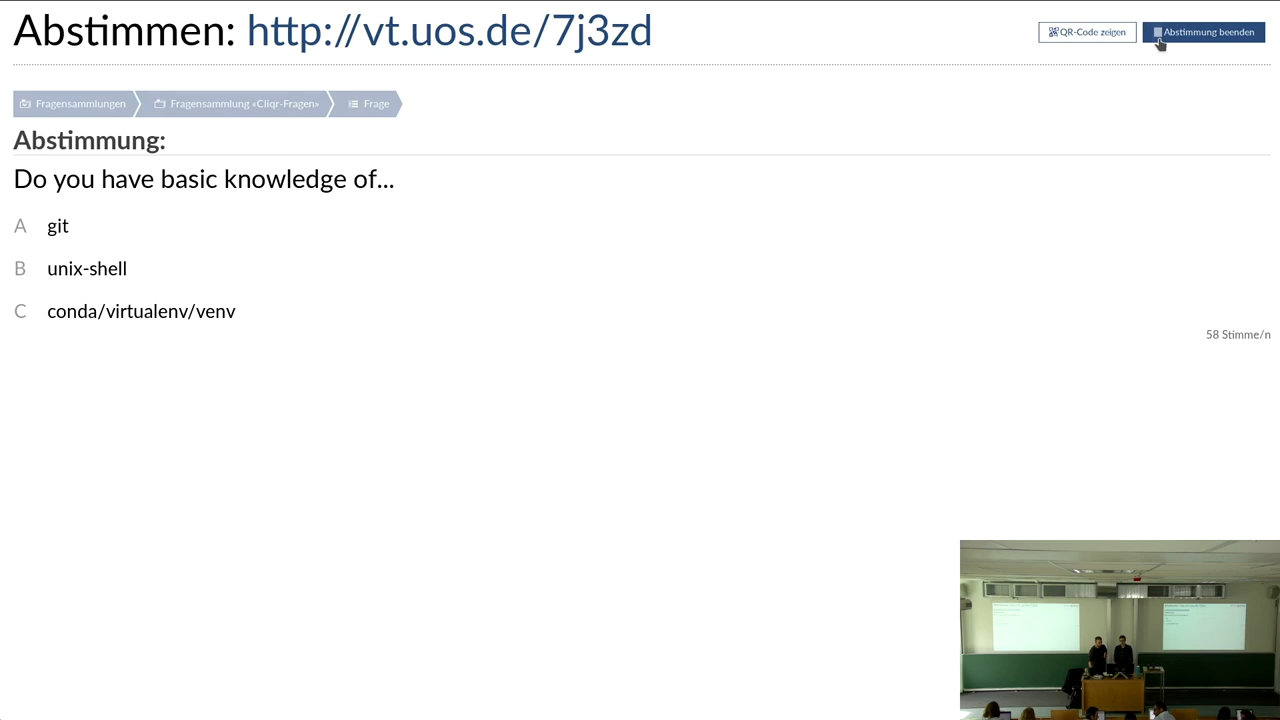 Abstimmen: http://vt.uos.de/7j3zd
QR-Code zeigen
Abstimmung beenden
Fragensammlungen
Fragensammlung «Cliqr-Fragen»
Frage
Abstimmung:
Do you have basic knowledge of...
A git
B unix-shell
C conda/virtualenv/venv
58 Stimme/n